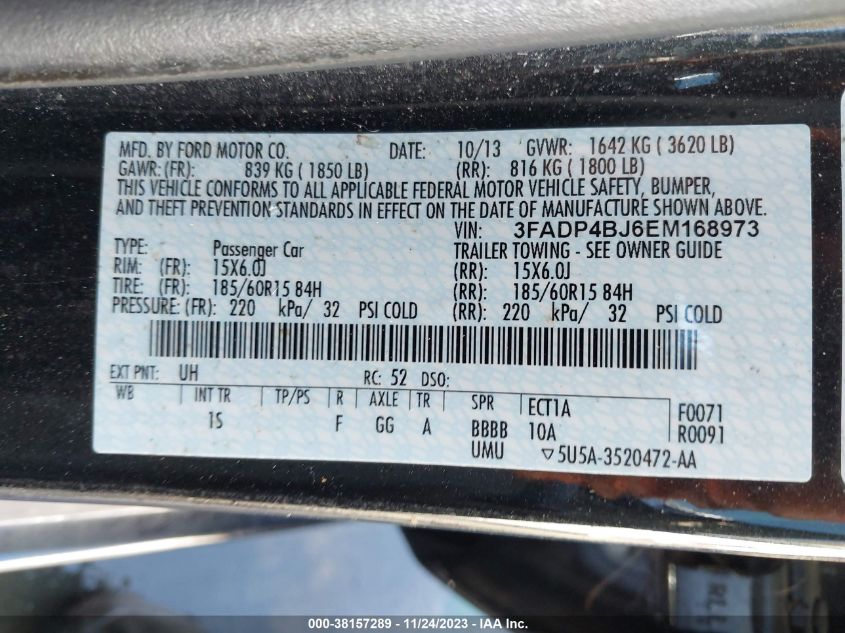 MFD. BY FORD MOTOR CO. DATE: 10/13 GVWR: 1642 KG ( 3620 LB)
GAWR: (FR): 839 KG ( 1850 LB) (RR): 816 KG ( 1800 LB)
THIS VEHICLE CONFORMS TO ALL APPLICABLE FEDERAL MOTOR VEHICLE SAFETY, BUMPER,
AND THEFT PREVENTION STANDARDS IN EFFECT ON THE DATE OF MANUFACTURE SHOWN ABOVE.
VIN: 3FADP4BJ6EM168973
TYPE: Passenger Car TRAILER TOWING - SEE OWNER GUIDE
RIM: (FR): 15X6.0J (RR): 15X6.0J
TIRE: (FR): 185/60R15 84H (RR): 185/60R15 84H
PRESSURE: (FR): 220 kPa/ 32 PSI COLD (RR): 220 kPa/ 32 PSI COLD
EXT PNT: UH RC: 52 DSO:
WB INT TR TP/PS R AXLE TR SPR ECT1A F0071
1S F GG A BBBB 10A R0091
UMU ▽5U5A-3520472-AA
000-38157289 - 11/24/2023 - IAA Inc.